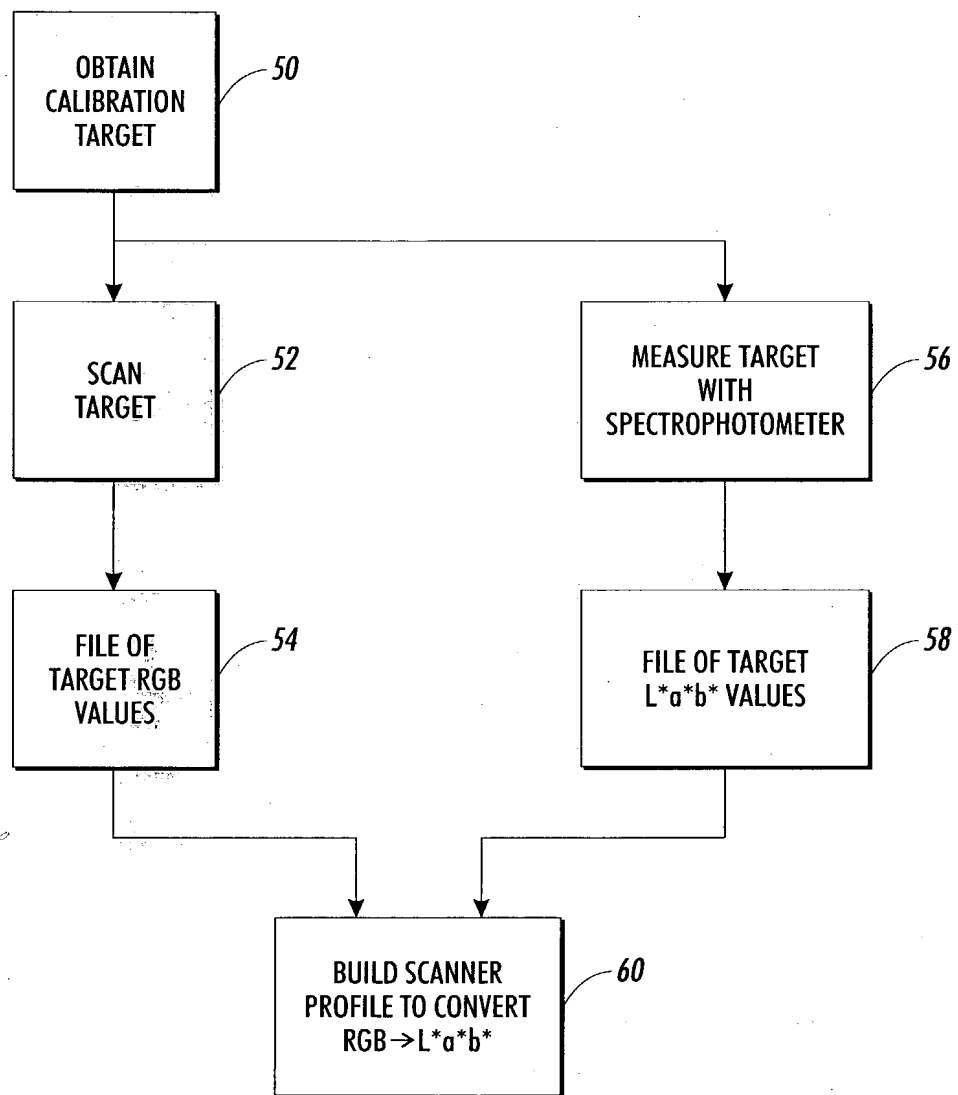 OBTAIN
CALIBRATION
TARGET
50
SCAN
TARGET
52
MEASURE TARGET
WITH
SPECTROPHOTOMETER
56
FILE OF
TARGET RGB
VALUES
54
FILE OF TARGET
L*a*b* VALUES
58
BUILD SCANNER
PROFILE TO CONVERT
RGB→L*a*b*
60